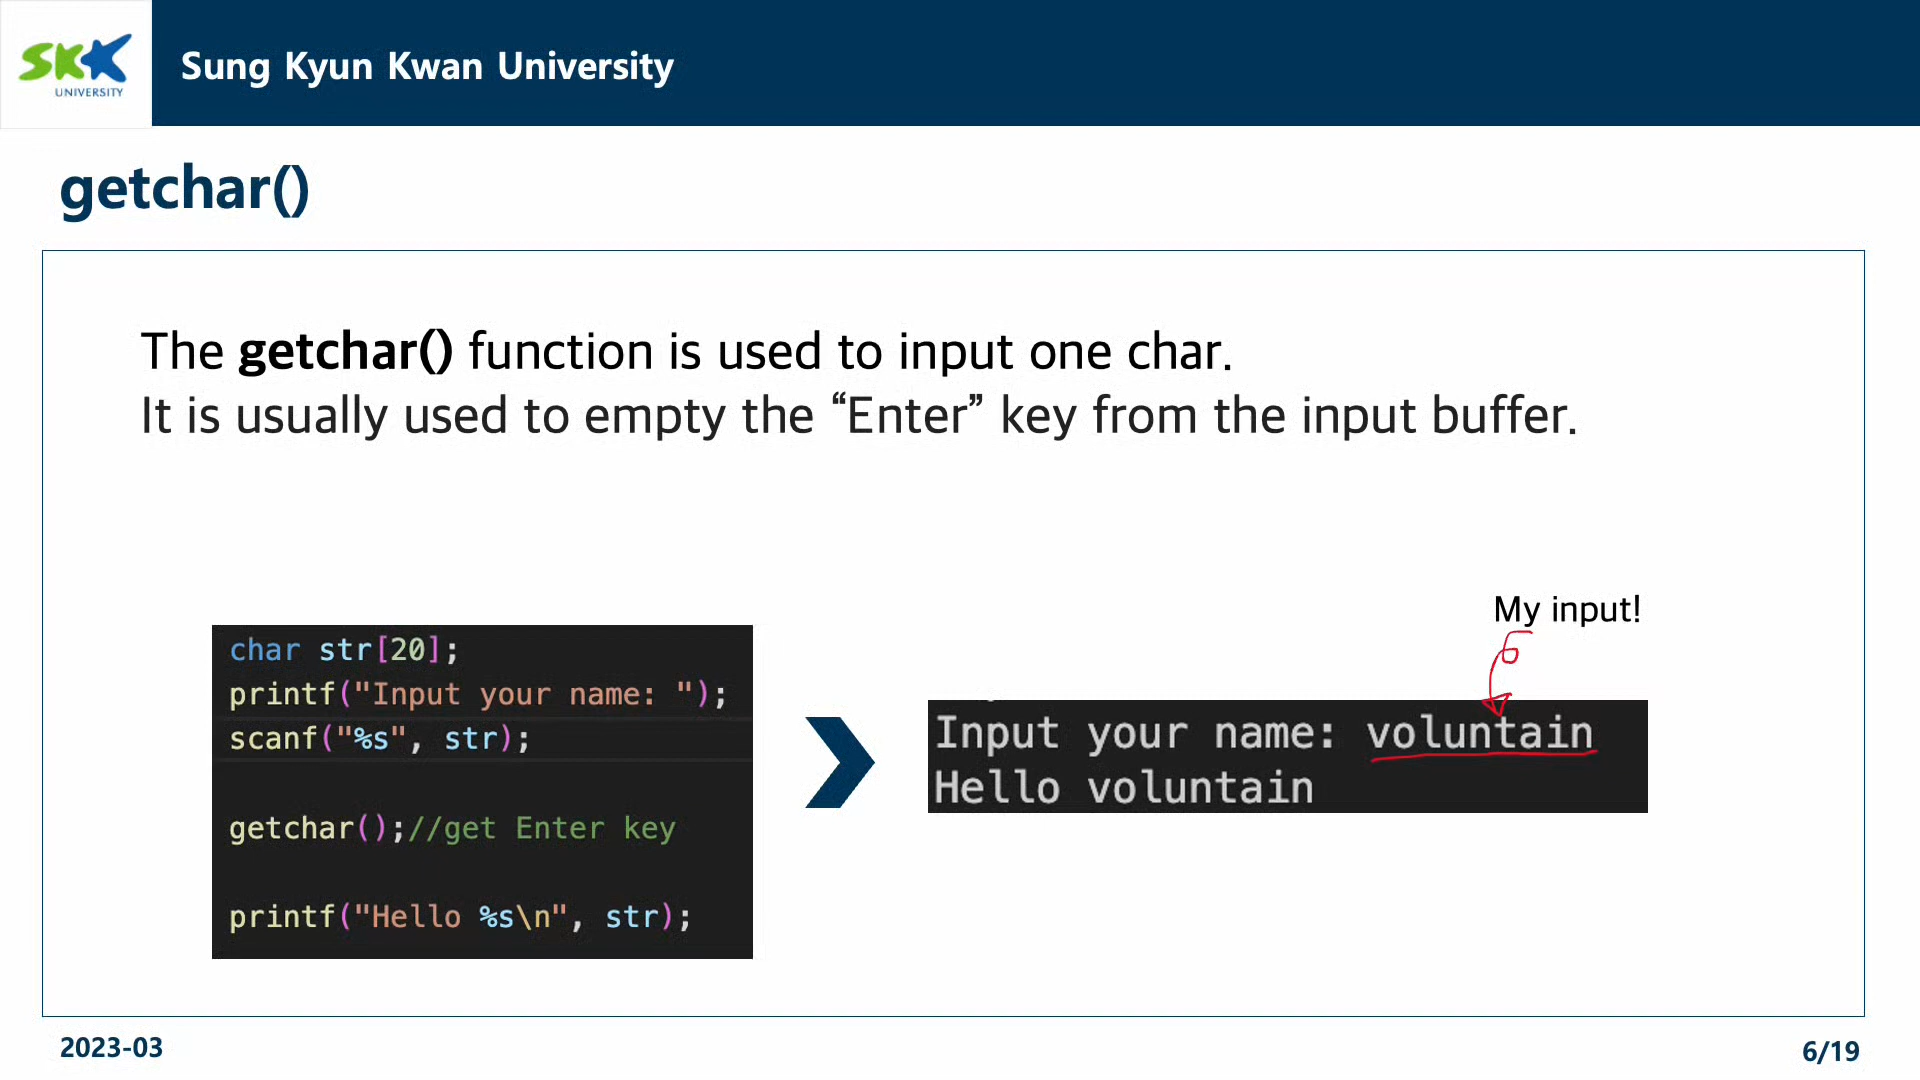 SKK
UNIVERSITY
Sung Kyun Kwan University
getchar()
The getchar() function is used to input one char.
It is usually used to empty the “Enter” key from the input buffer.
char str[20];
printf("Input your name: ");
scanf("%s", str);
getchar();//get Enter key
printf("Hello %s\n", str);
My input!
Input your name: voluntain
Hello voluntain
2023-03
6/19